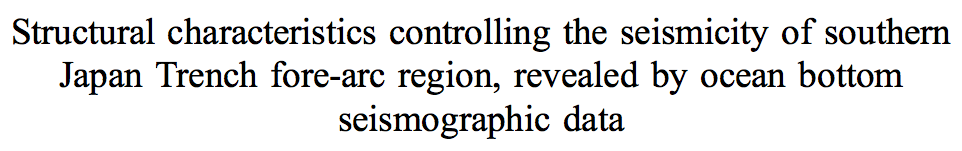 Structural characteristics controlling the seismicity of southern
Japan Trench fore-arc region, revealed by ocean bottom
seismographic data